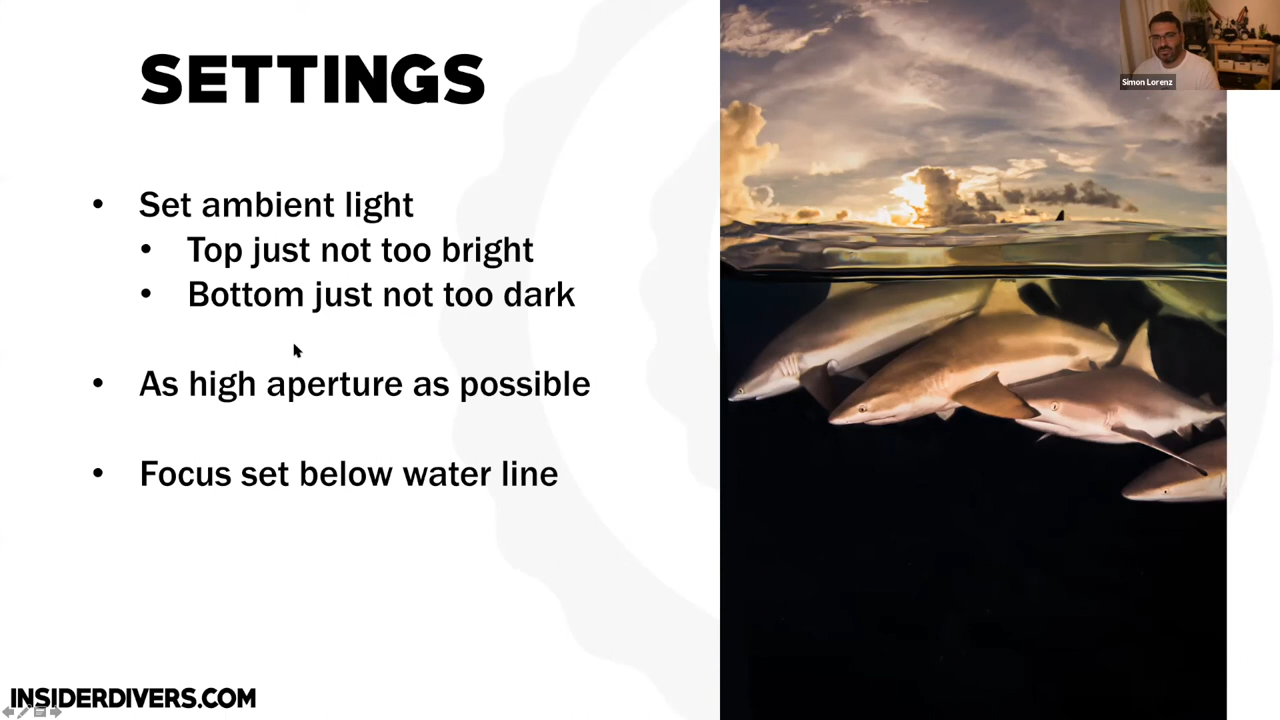 SETTINGS
Simon Lorenz
• Set ambient light
• Top just not too bright
• Bottom just not too dark
• As high aperture as possible
• Focus set below water line
INSIDERDIVERS.COM